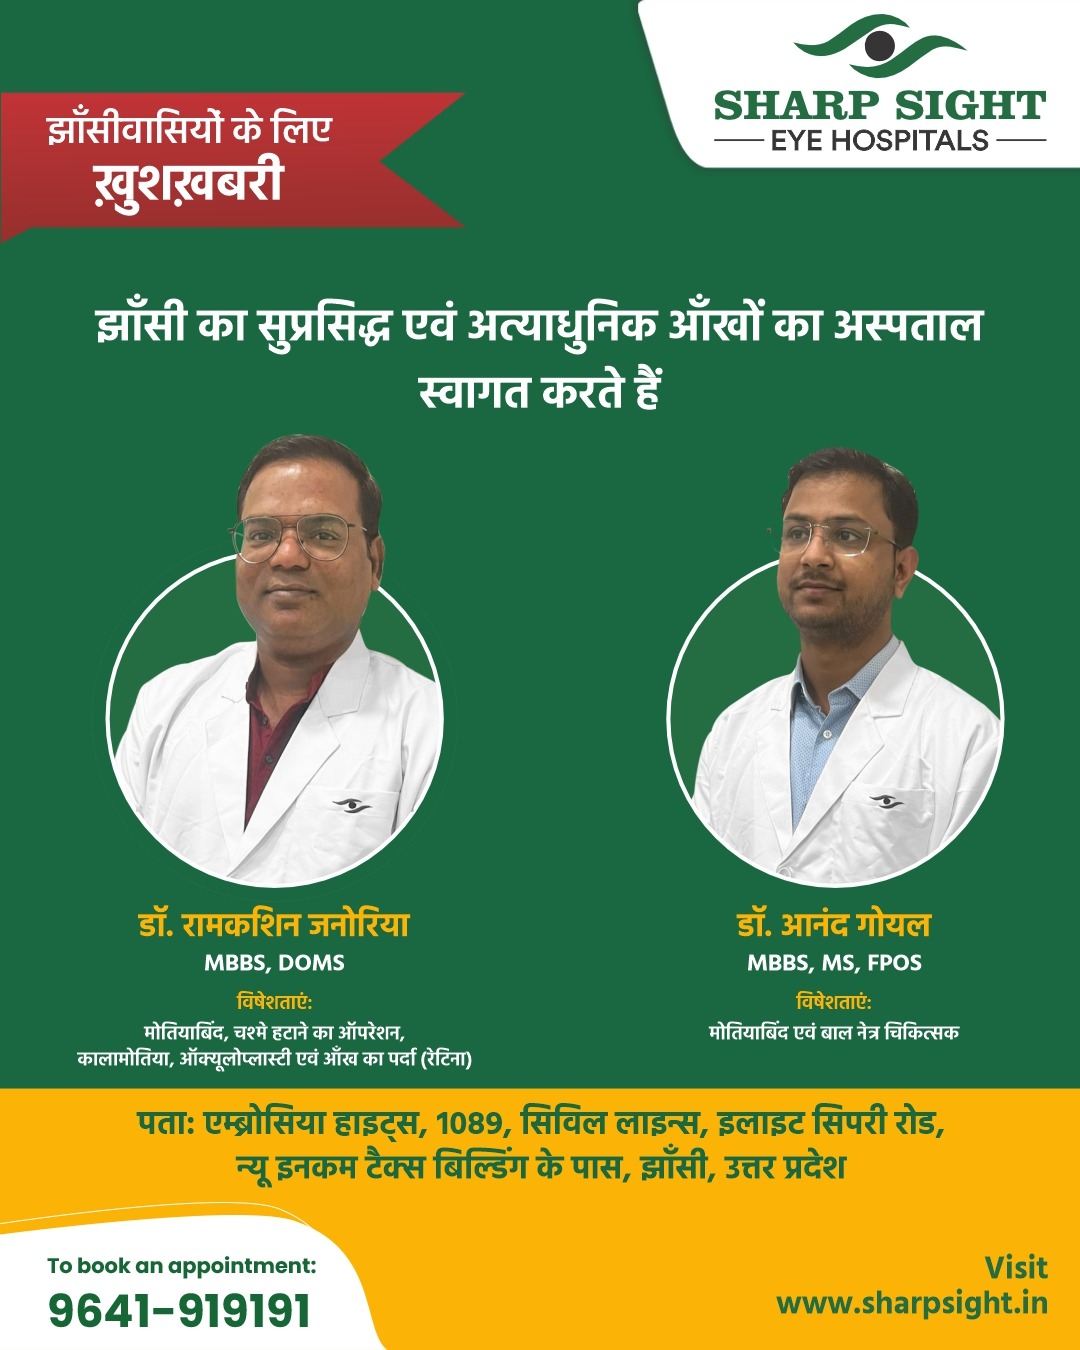 SHARP SIGHT
EYE HOSPITALS
झाँसीवासियों के लिए
ख़ुशख़बरी
झाँसी का सुप्रसिद्ध एवं अत्याधुनिक आँखों का अस्पताल
स्वागत करते हैं
डॉ. रामकशिन जनोरिया
MBBS, DOMS
विषेशताएं:
मोतियाबिंद, चश्मे हटाने का ऑपरेशन,
कालामोतिया, ऑक्यूलोप्लास्टी एवं आँख का पर्दा (रेटिना)
डॉ. आनंद गोयल
MBBS, MS, FPOS
विषेशताएं:
मोतियाबिंद एवं बाल नेत्र चिकित्सक
पता: एम्ब्रोसिया हाइट्स, 1089, सिविल लाइन्स, इलाइट सिपरी रोड,
न्यू इनकम टैक्स बिल्डिंग के पास, झाँसी, उत्तर प्रदेश
To book an appointment:
9641-919191
Visit
www.sharpsight.in